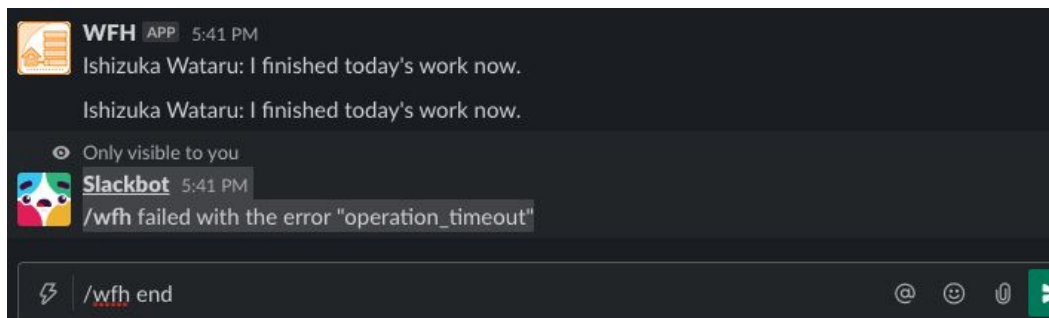 WFH APP 5:41 PM
Ishizuka Wataru: I finished today's work now.
Ishizuka Wataru: I finished today's work now.
Only visible to you
Slackbot 5:41 PM
/wfh failed with the error "operation_timeout"
/wfh end